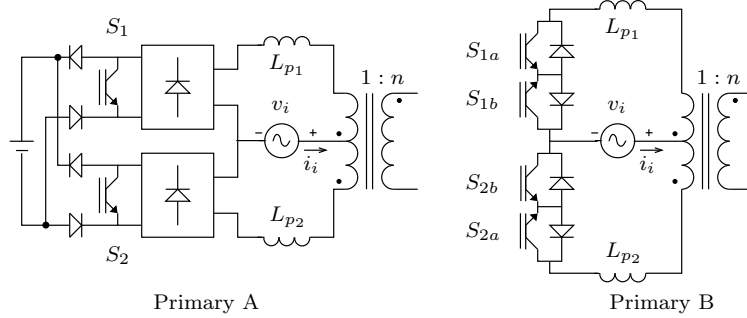 S1
Lp1
1 : n
vi
− +
ii
Lp2
S2
Primary A
S1a
S1b
S2b
S2a
Lp1
1 : n
vi
− +
ii
Lp2
Primary B